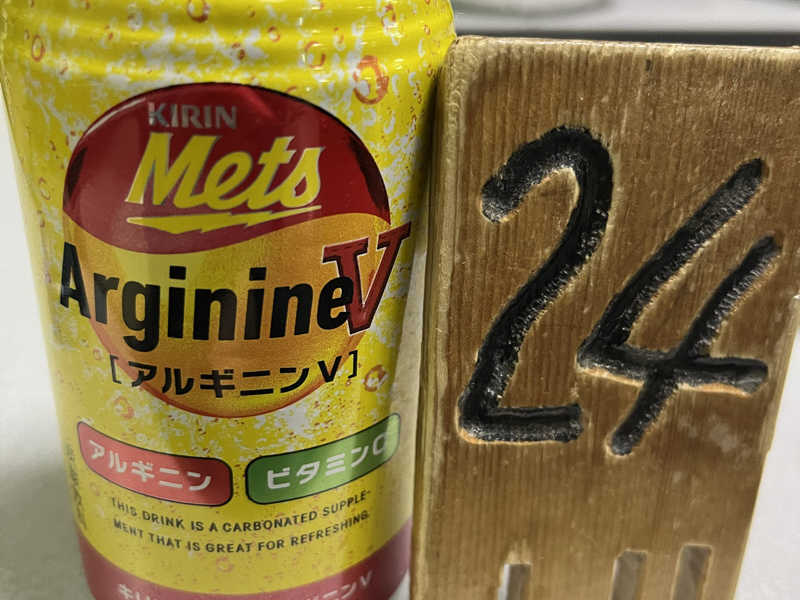 KIRIN
Mets
Arginine V
[アルギニンV]
アルギニン
ビタミンC
THIS DRINK IS A CARBONATED SUPPLE-
MENT THAT IS GREAT FOR REFRESHING.
24